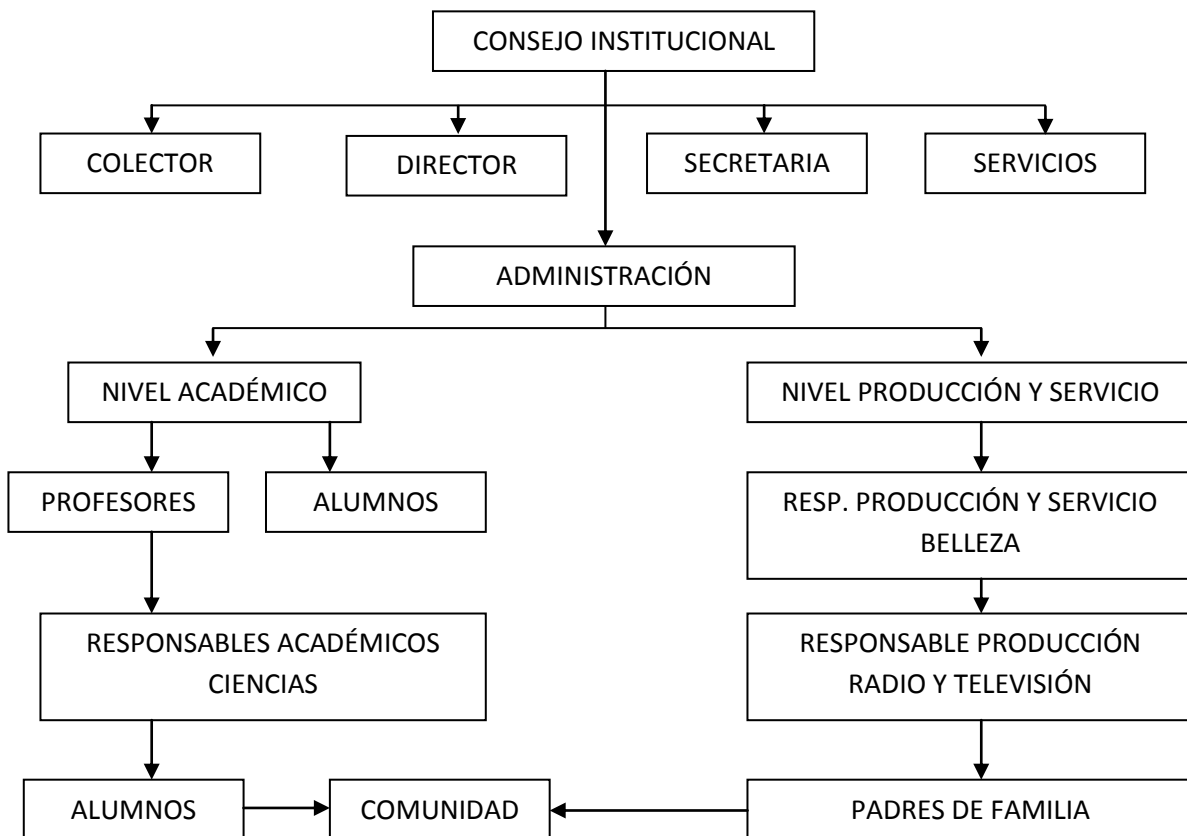 CONSEJO INSTITUCIONAL
COLECTOR
DIRECTOR
SECRETARIA
SERVICIOS
ADMINISTRACIÓN
NIVEL ACADÉMICO
NIVEL PRODUCCIÓN Y SERVICIO
PROFESORES
ALUMNOS
RESP. PRODUCCIÓN Y SERVICIO
BELLEZA
RESPONSABLES ACADÉMICOS
CIENCIAS
RESPONSABLE PRODUCCIÓN
RADIO Y TELEVISIÓN
ALUMNOS
COMUNIDAD
PADRES DE FAMILIA